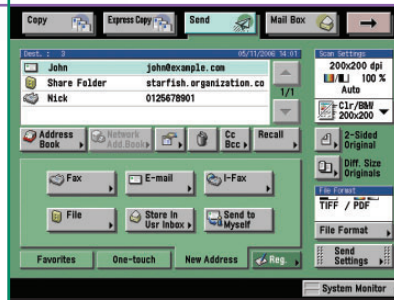 Copy Express Copy Send Mail Box
Dest. : 3 05/11/2006 14:01
John john@example.com
Share Folder starfish.organization.co
Nick 0125678901
1/1
Address Book Network Add.Book Cc Bcc Recall
Fax E-mail I-Fax
File Store In Usr Inbox Send to Myself
Favorites One-touch New Address Reg.
Scan Settings
200x200 dpi
100 %
Auto
Clr/B&W
200x200
2-Sided
Original
Diff. Size
Originals
File Format
TIFF / PDF
File Format
Send
Settings
System Monitor